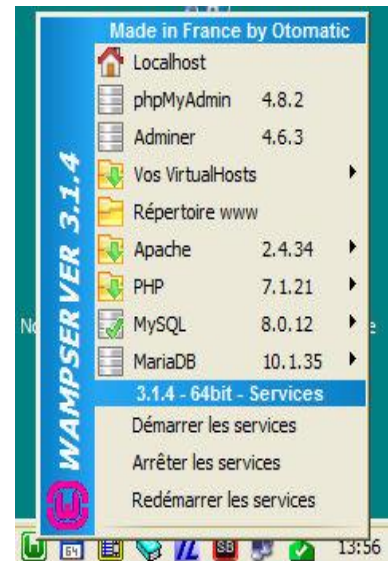 Made in France by Otomatic
Localhost
phpMyAdmin 4.8.2
Adminer 4.6.3
Vos VirtualHosts
Répertoire www
Apache 2.4.34
PHP 7.1.21
MySQL 8.0.12
MariaDB 10.1.35
3.1.4 - 64bit - Services
Démarrer les services
Arrêter les services
Redémarrer les services
WAMPSERVER 3.1.4
64
SB
13:56